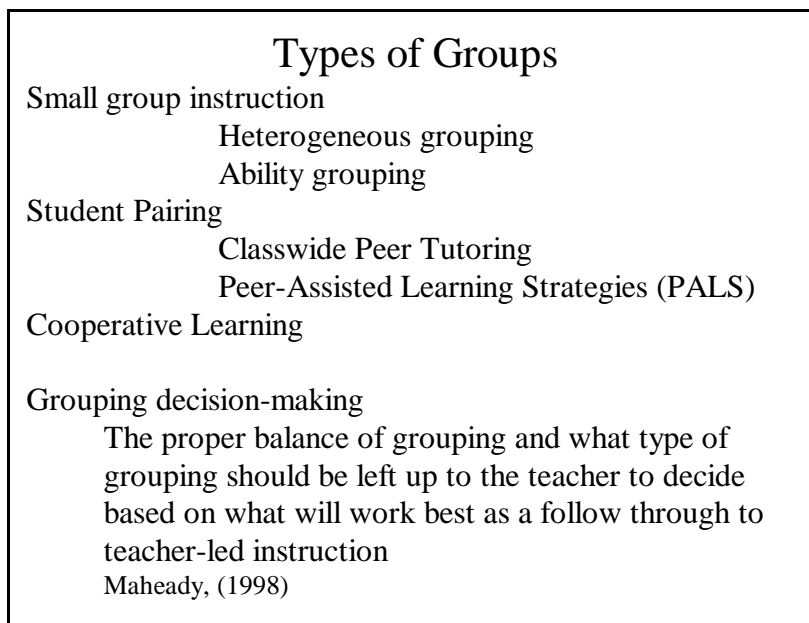 Types of Groups
Small group instruction
Heterogeneous grouping
Ability grouping
Student Pairing
Classwide Peer Tutoring
Peer-Assisted Learning Strategies (PALS)
Cooperative Learning
Grouping decision-making
The proper balance of grouping and what type of
grouping should be left up to the teacher to decide
based on what will work best as a follow through to
teacher-led instruction
Maheady, (1998)